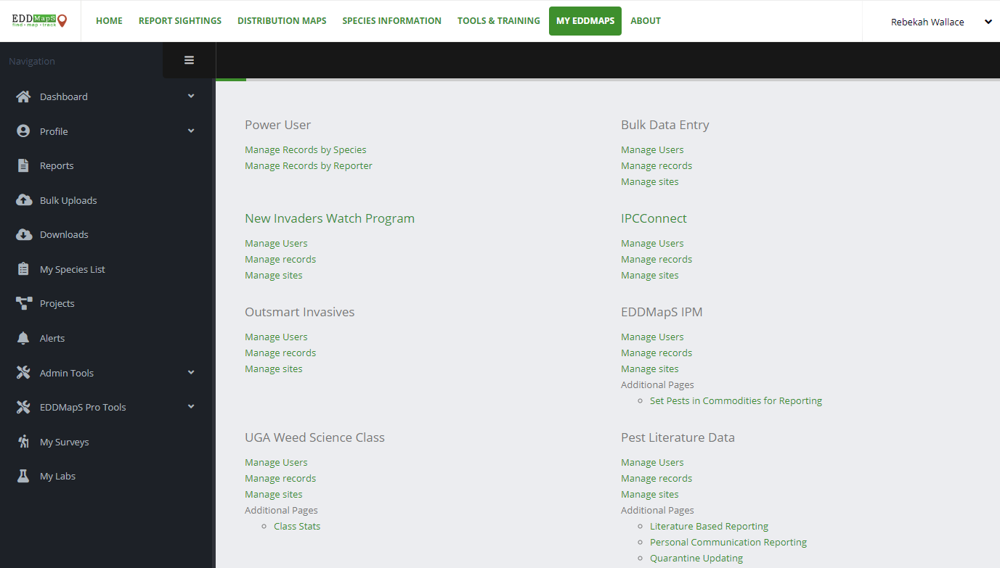 EDDMapS
find • map • track
HOME
REPORT SIGHTINGS
DISTRIBUTION MAPS
SPECIES INFORMATION
TOOLS & TRAINING
MY EDDMAPS
ABOUT
Rebekah Wallace
Navigation
Dashboard
Profile
Reports
Bulk Uploads
Downloads
My Species List
Projects
Alerts
Admin Tools
EDDMapS Pro Tools
My Surveys
My Labs
Power User
Manage Records by Species
Manage Records by Reporter
Bulk Data Entry
Manage Users
Manage records
Manage sites
New Invaders Watch Program
Manage Users
Manage records
Manage sites
IPCConnect
Manage Users
Manage records
Manage sites
Outsmart Invasives
Manage Users
Manage records
Manage sites
EDDMapS IPM
Manage Users
Manage records
Manage sites
Additional Pages
Set Pests in Commodities for Reporting
UGA Weed Science Class
Manage Users
Manage records
Manage sites
Additional Pages
Class Stats
Pest Literature Data
Manage Users
Manage records
Manage sites
Additional Pages
Literature Based Reporting
Personal Communication Reporting
Quarantine Updating